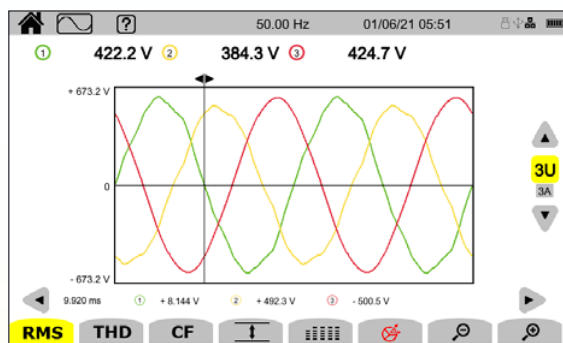 ? 50.00 Hz 01/06/21 05:51
1 422.2 V 2 384.3 V 3 424.7 V
+ 673.2 V
0
- 673.2 V
3U
3A
9.920 ms 1 + 8.144 V 2 + 492.3 V 3 - 500.5 V
RMS THD CF